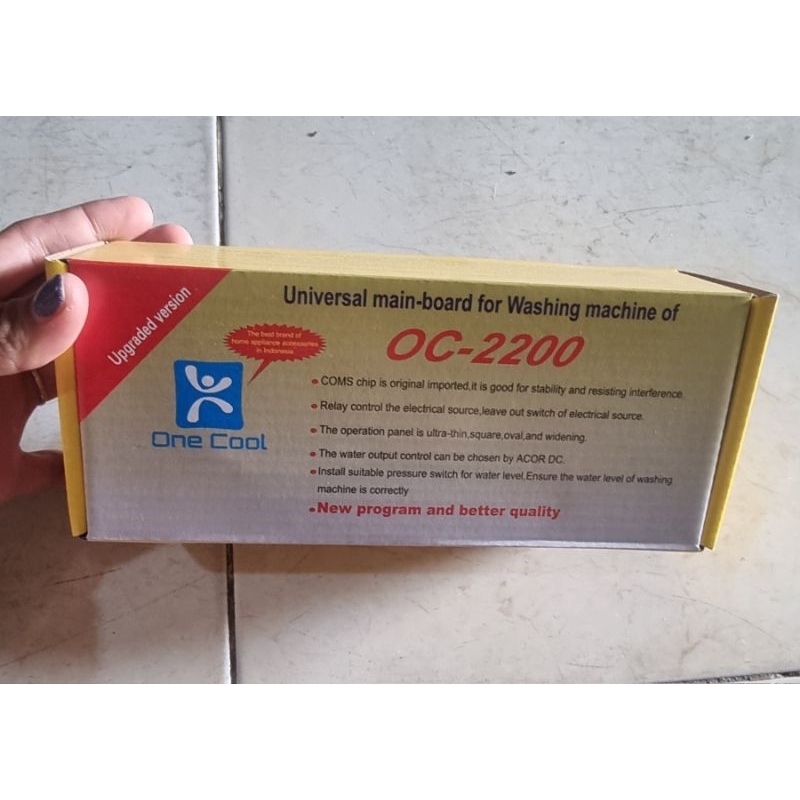 Upgraded version
Universal main-board for Washing machine of
OC-2200
The best brand of
home appliance accessories
in Indonesia
One Cool
COMS chip is original imported,it is good for stability and resisting interference.
Relay control the electrical source,leave out switch of electrical source.
The operation panel is ultra-thin,square,oval,and widening.
The water output control can be chosen by ACOR DC.
Install suitable pressure switch for water level,Ensure the water level of washing
machine is correctly
New program and better quality